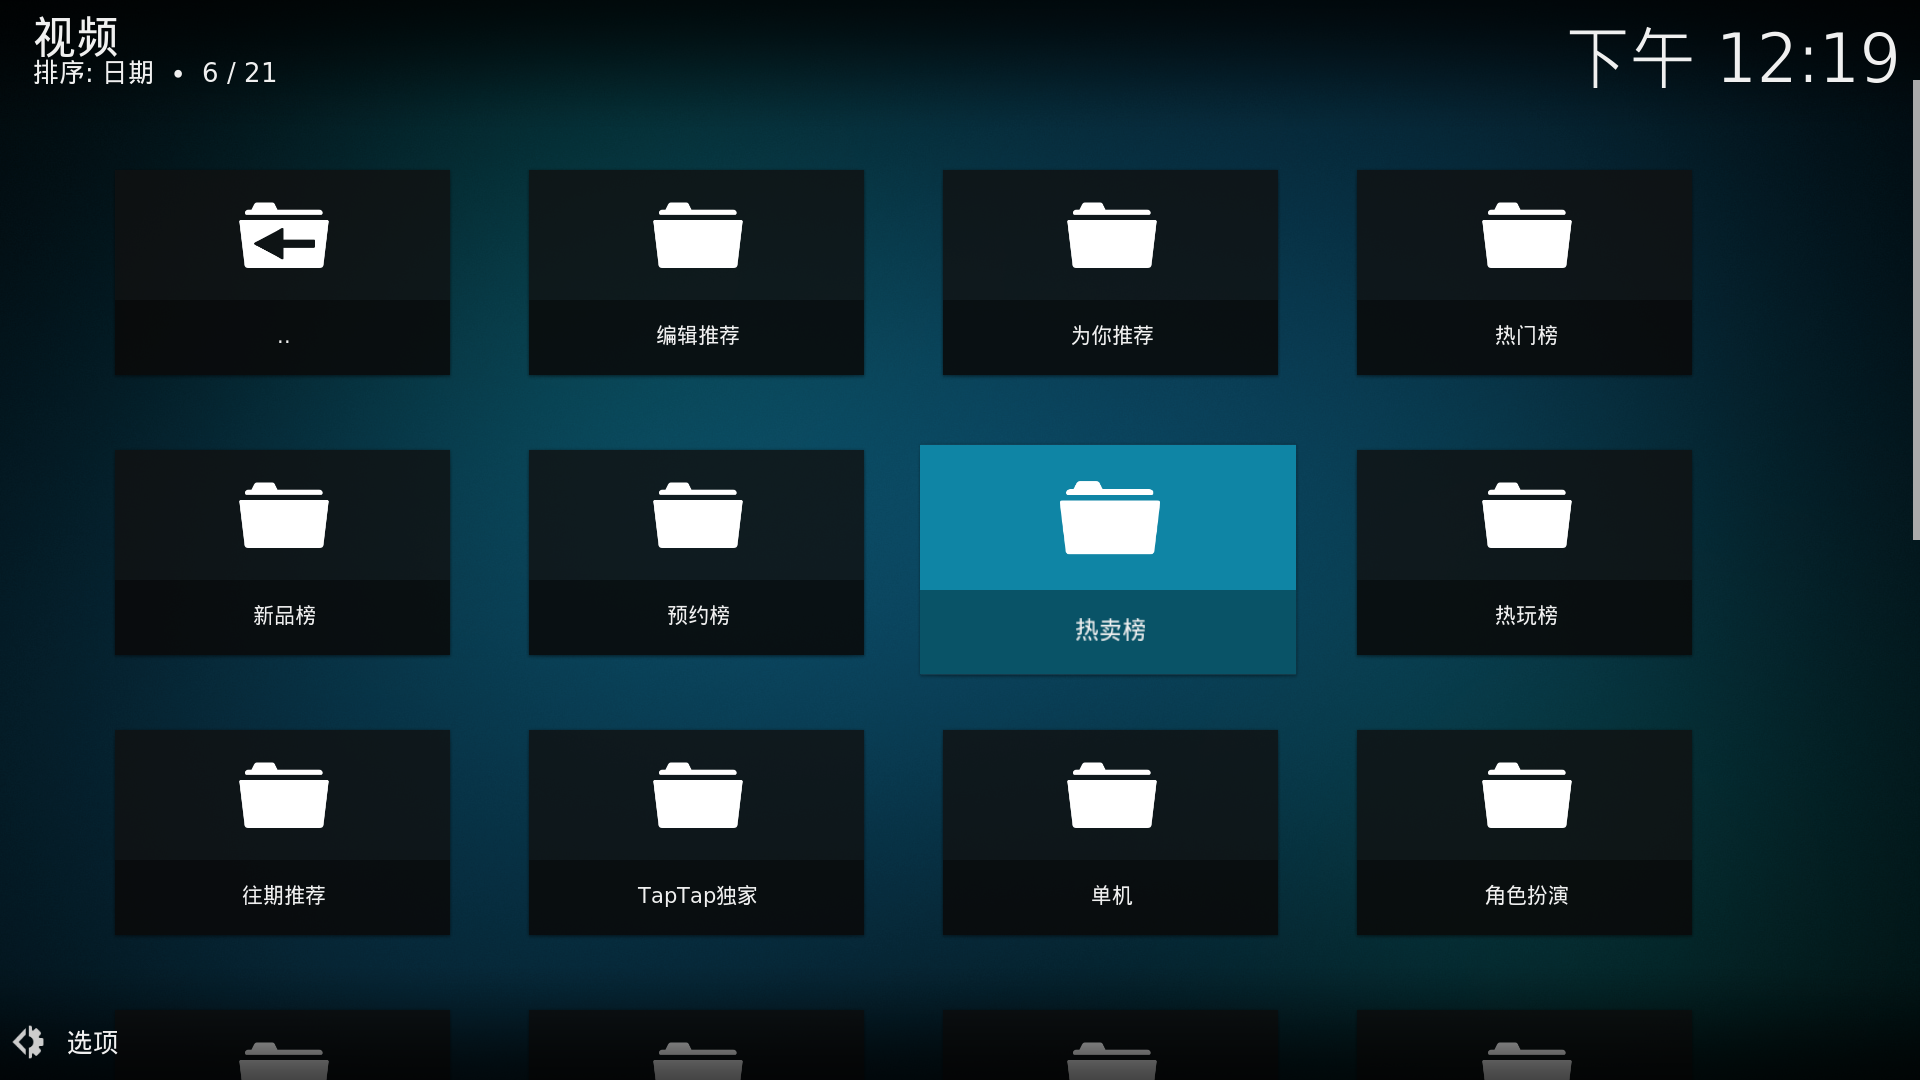 视频
排序: 日期 • 6 / 21
下午 12:19
..
编辑推荐
为你推荐
热门榜
新品榜
预约榜
热卖榜
热玩榜
往期推荐
TapTap独家
单机
角色扮演
选项